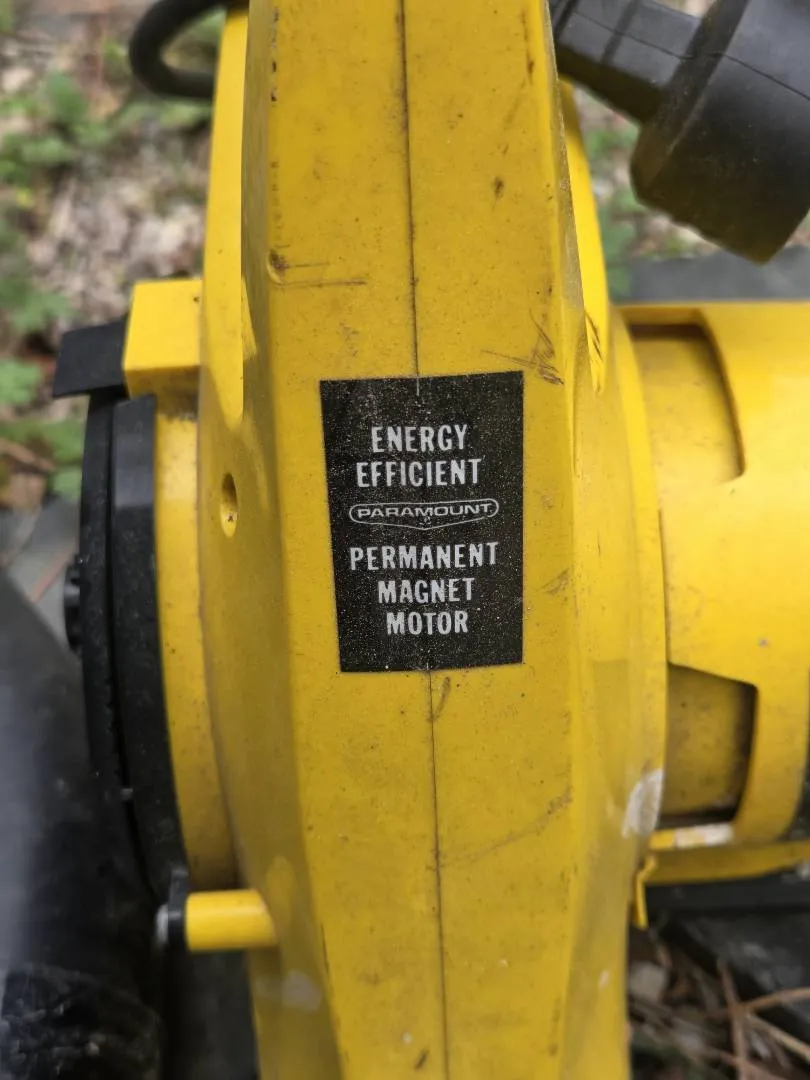 ENERGY
EFFICIENT
PARAMOUNT
PERMANENT
MAGNET
MOTOR